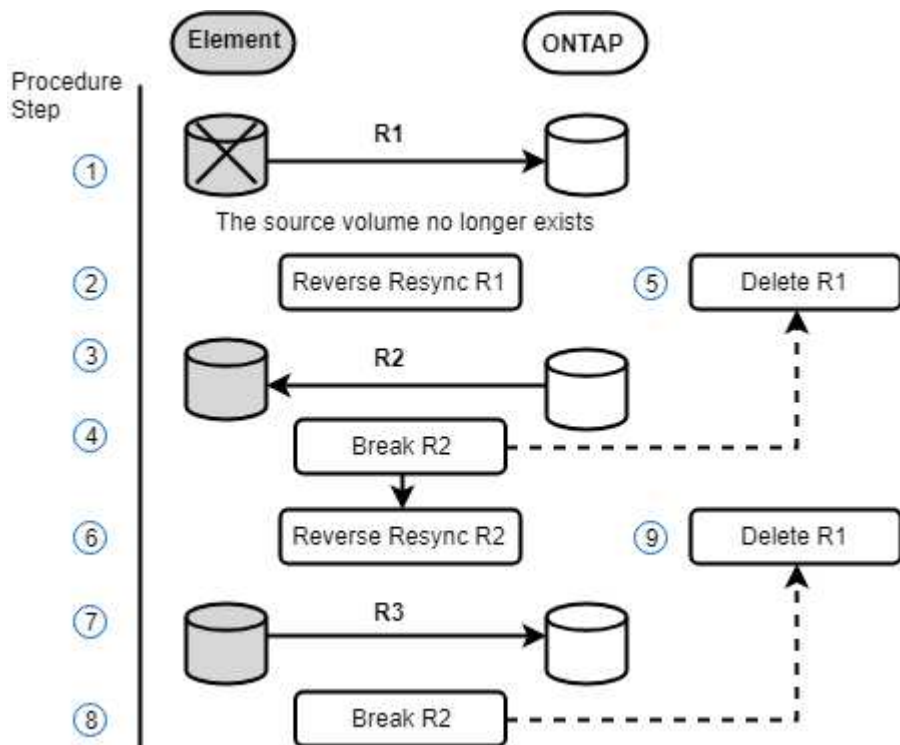 Element
ONTAP
Procedure
Step
R1
1
The source volume no longer exists
2
Reverse Resync R1
5
Delete R1
3
R2
4
Break R2
6
Reverse Resync R2
9
Delete R1
7
R3
8
Break R2